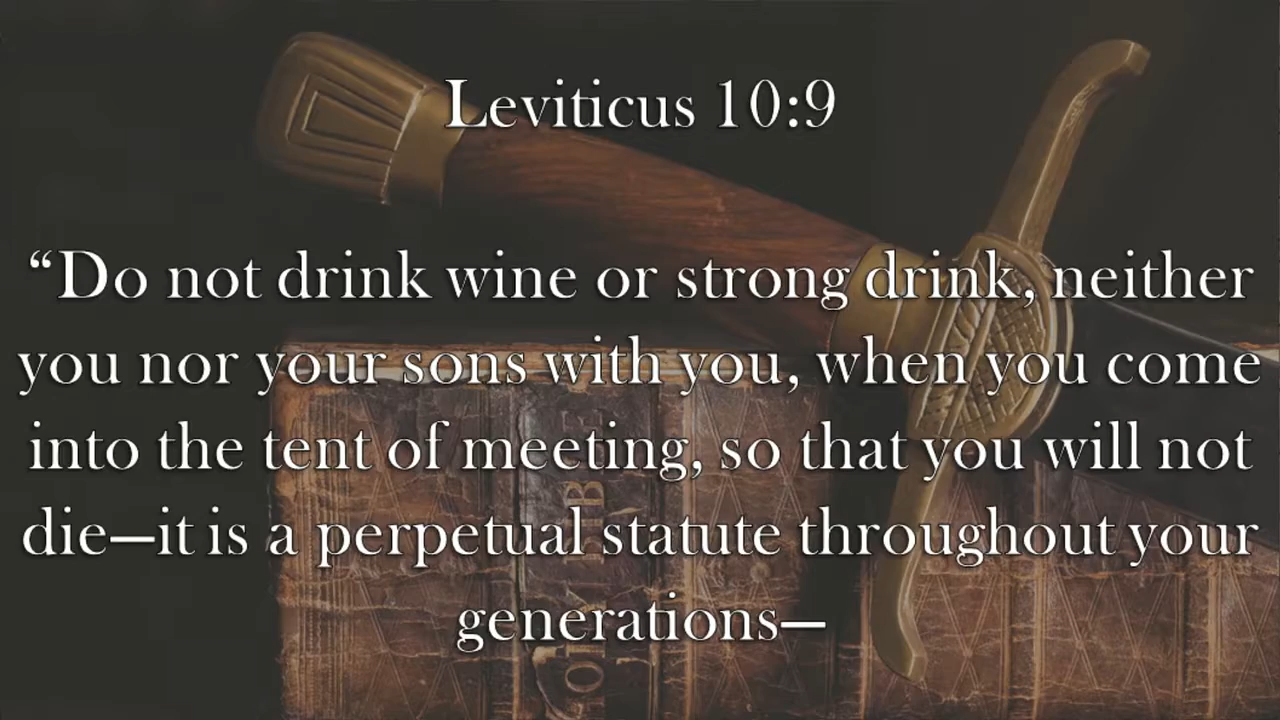 Leviticus 10:9
“Do not drink wine or strong drink, neither
you nor your sons with you, when you come
into the tent of meeting, so that you will not
die—it is a perpetual statute throughout your
generations—